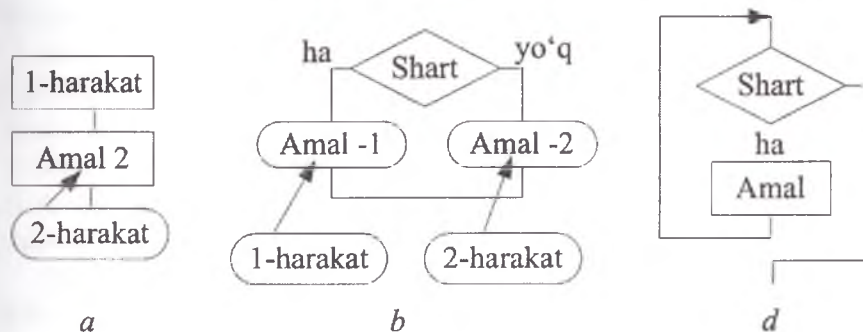 1-harakat
Amal 2
2-harakat
a
ha
yo‘q
Shart
Amal -1
Amal -2
1-harakat
2-harakat
b
Shart
ha
Amal
d